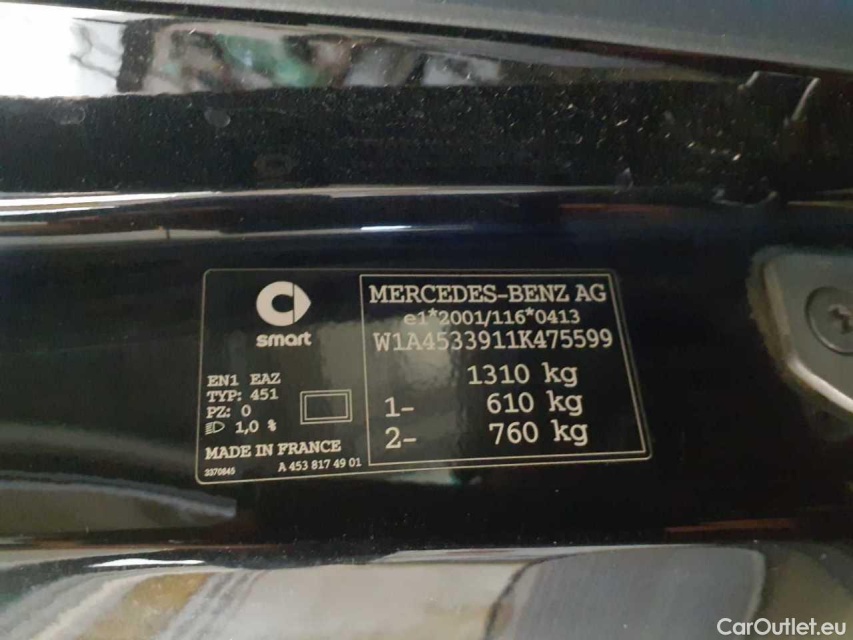 smart
EN1 EAZ
TYP: 451
PZ: 0
1,0 %
MADE IN FRANCE
3370845
A 453 817 49 01
MERCEDES-BENZ AG
e1*2001/116*0413
W1A4533911K475599
1310 kg
1- 610 kg
2- 760 kg
CarOutlet.eu